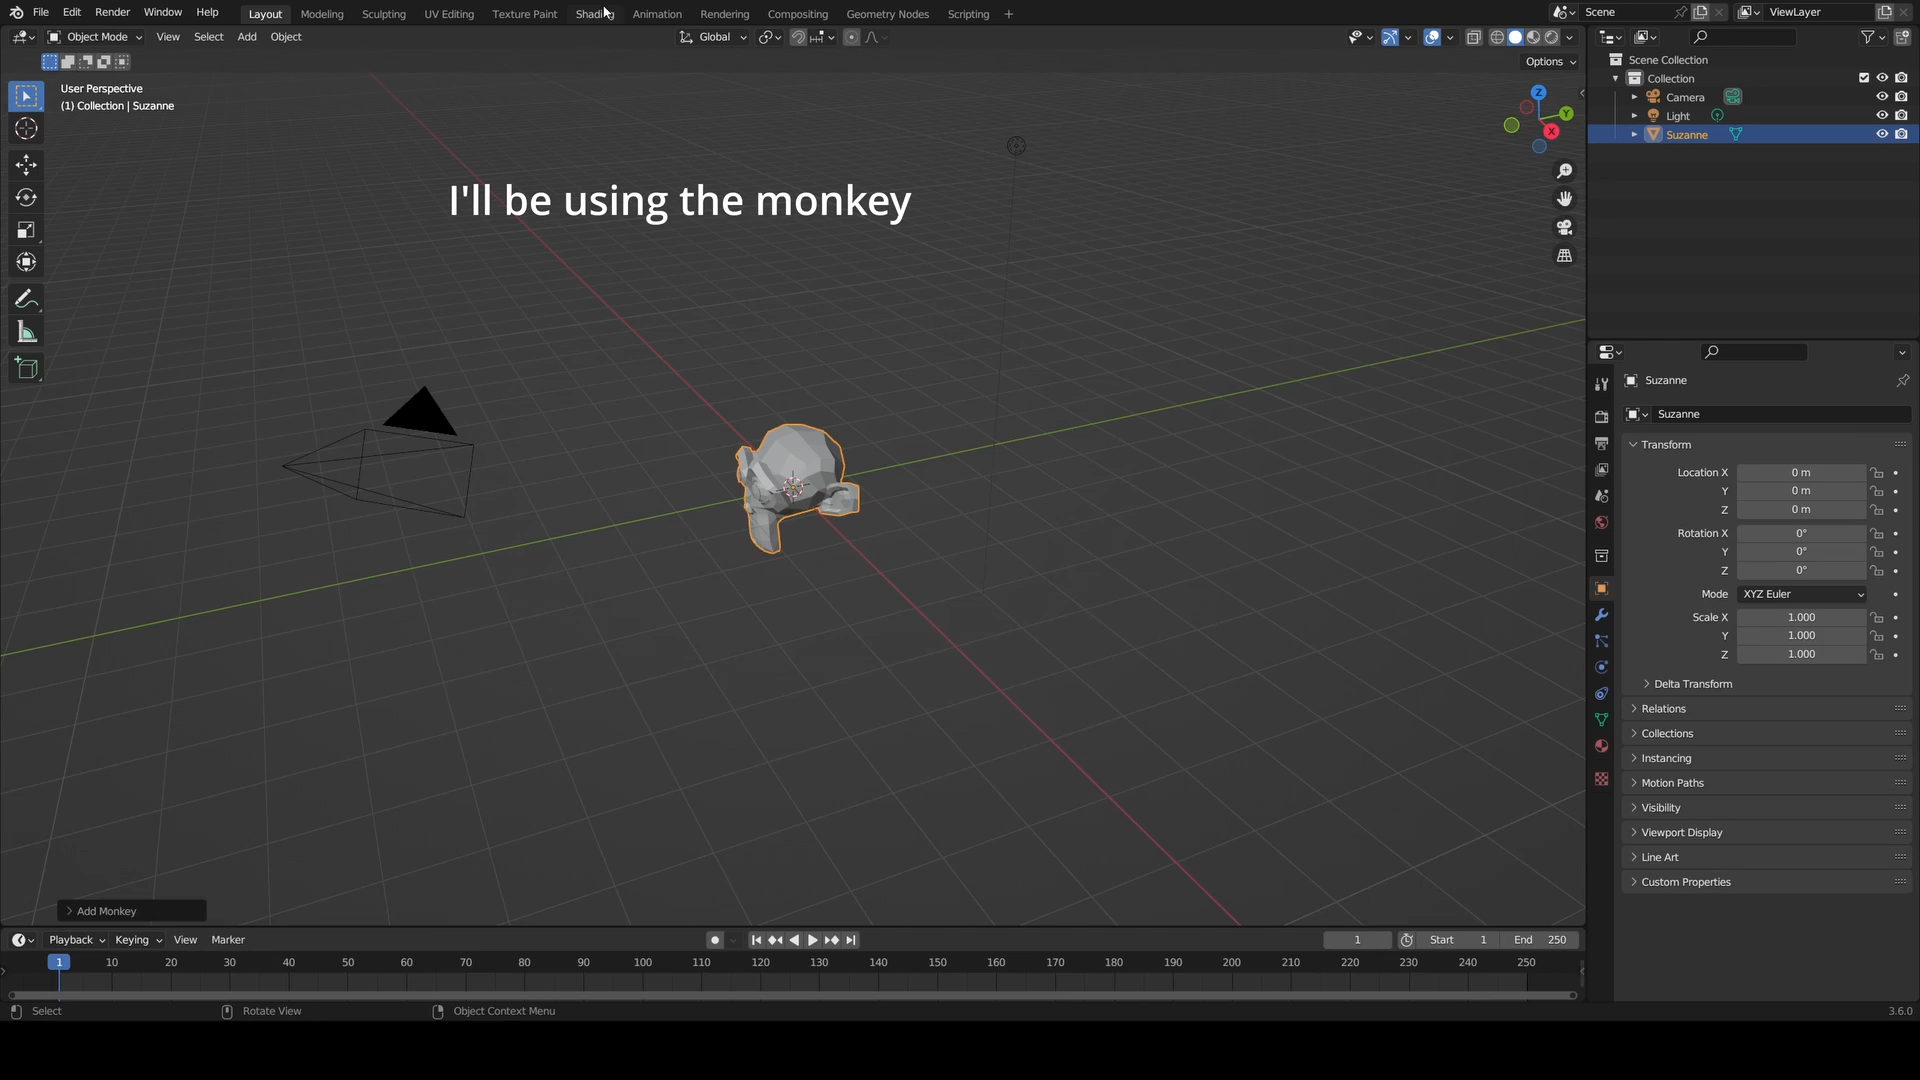 File Edit Render Window Help Layout Modeling Sculpting UV Editing Texture Paint Shading Animation Rendering Compositing Geometry Nodes Scripting + Scene ViewLayer
Object Mode View Select Add Object Global
Options
User Perspective
(1) Collection | Suzanne
Z
Y
X
I'll be using the monkey
Add Monkey
Scene Collection
Collection
Camera
Light
Suzanne
Suzanne
Suzanne
Transform
Location X 0 m
Y 0 m
Z 0 m
Rotation X 0°
Y 0°
Z 0°
Mode XYZ Euler
Scale X 1.000
Y 1.000
Z 1.000
Delta Transform
Relations
Collections
Instancing
Motion Paths
Visibility
Viewport Display
Line Art
Custom Properties
Playback Keying View Marker 1 Start 1 End 250
1 10 20 30 40 50 60 70 80 90 100 110 120 130 140 150 160 170 180 190 200 210 220 230 240 250
Select Rotate View Object Context Menu 3.6.0